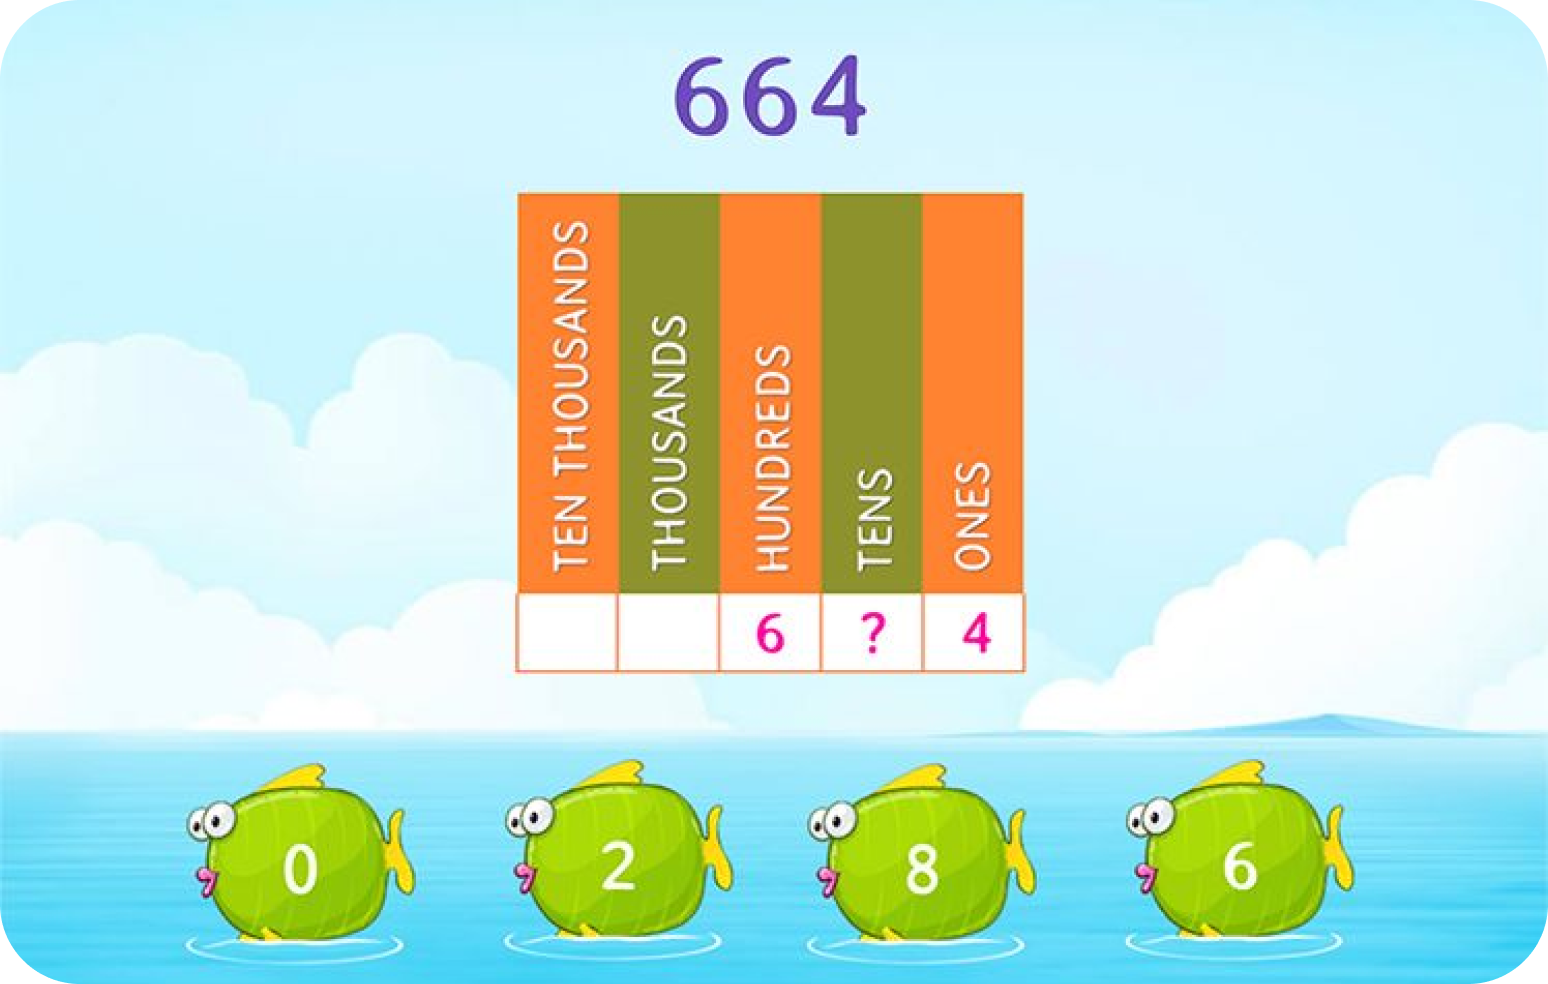 664
TEN THOUSANDS
THOUSANDS
HUNDREDS
TENS
ONES
6 ? 4
0 2 8 6